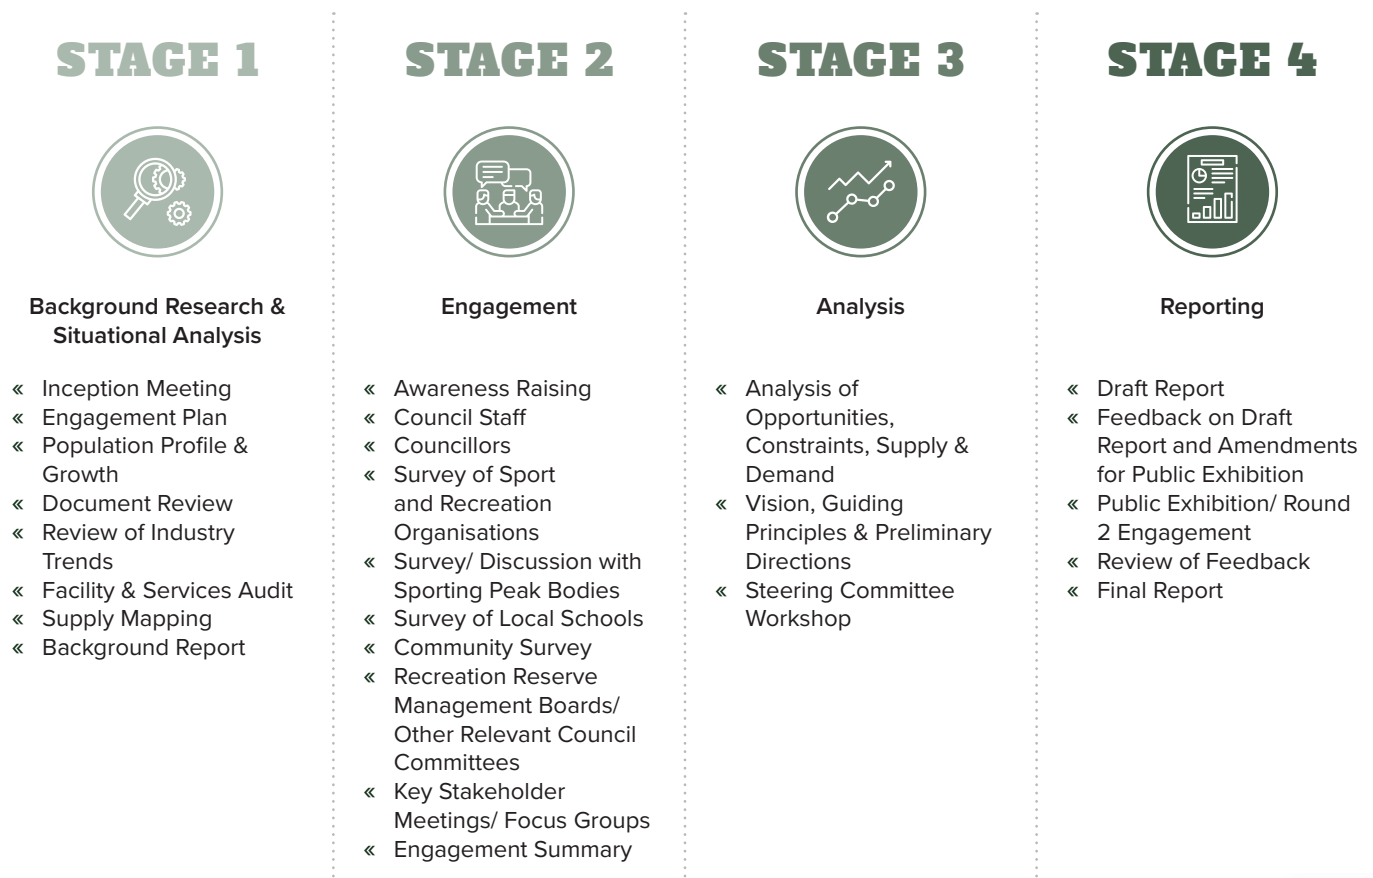 STAGE 1
Background Research &
Situational Analysis
« Inception Meeting
« Engagement Plan
« Population Profile &
Growth
« Document Review
« Review of Industry
Trends
« Facility & Services Audit
« Supply Mapping
« Background Report
STAGE 2
Engagement
« Awareness Raising
« Council Staff
« Councillors
« Survey of Sport
and Recreation
Organisations
« Survey/ Discussion with
Sporting Peak Bodies
« Survey of Local Schools
« Community Survey
« Recreation Reserve
Management Boards/
Other Relevant Council
Committees
« Key Stakeholder
Meetings/ Focus Groups
« Engagement Summary
STAGE 3
Analysis
« Analysis of
Opportunities,
Constraints, Supply &
Demand
« Vision, Guiding
Principles & Preliminary
Directions
« Steering Committee
Workshop
STAGE 4
Reporting
« Draft Report
« Feedback on Draft
Report and Amendments
for Public Exhibition
« Public Exhibition/ Round
2 Engagement
« Review of Feedback
« Final Report